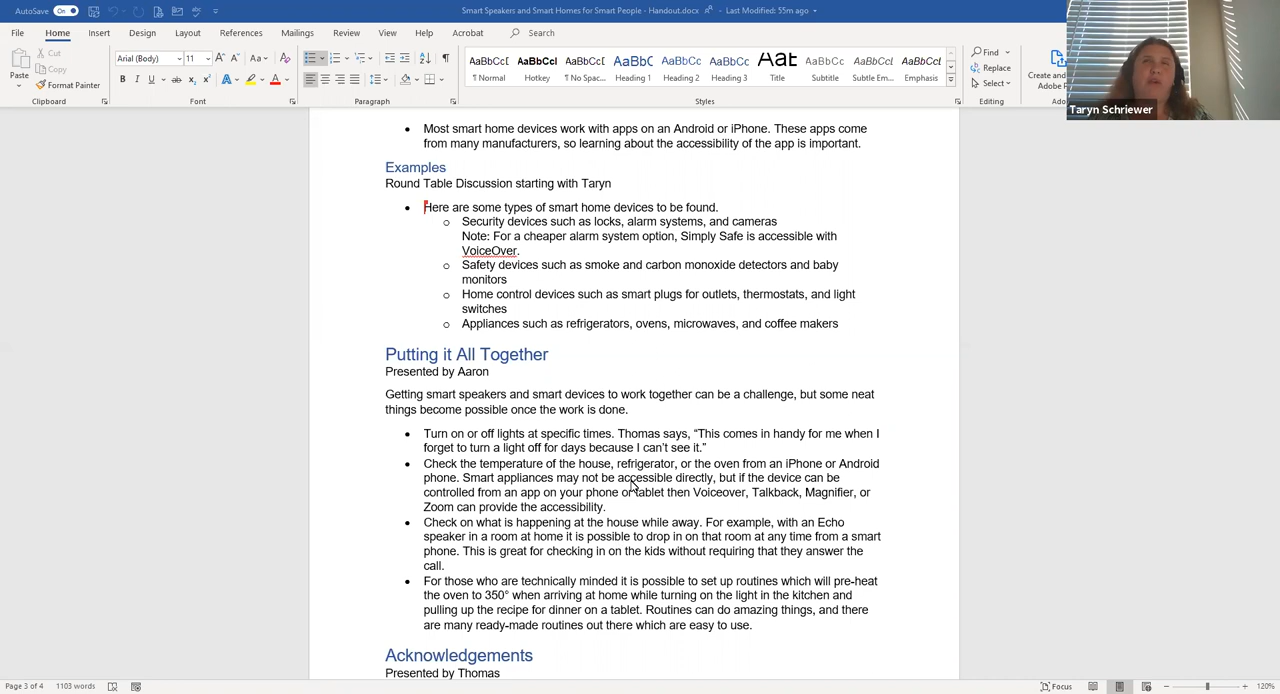 AutoSave On
Smart Speakers and Smart Homes for Smart People - Handout.docx - Last Modified: 55m ago
File Home Insert Draw Design Layout References Mailings Review View Help Acrobat Search
Paste Cut Copy Format Painter
Arial (Body) 11
AaBbCcI AaBbCcI AaBbCcI AaBbC AaBbCc AaBbCc AaB AaBbCc AaBbCcI AaBbCcI
¶ Normal Hotkey ¶ No Spac... Heading 1 Heading 2 Heading 3 Title Subtitle Subtle Em... Emphasis
Find
Replace
Select
Create and
Adobe
Clipboard Font Paragraph Styles Editing
Taryn Schriewer
• Most smart home devices work with apps on an Android or iPhone. These apps come
from many manufacturers, so learning about the accessibility of the app is important.
Examples
Round Table Discussion starting with Taryn
• Here are some types of smart home devices to be found.
o Security devices such as locks, alarm systems, and cameras
Note: For a cheaper alarm system option, Simply Safe is accessible with
VoiceOver.
o Safety devices such as smoke and carbon monoxide detectors and baby
monitors
o Home control devices such as smart plugs for outlets, thermostats, and light
switches
o Appliances such as refrigerators, ovens, microwaves, and coffee makers
Putting it All Together
Presented by Aaron
Getting smart speakers and smart devices to work together can be a challenge, but some neat
things become possible once the work is done.
• Turn on or off lights at specific times. Thomas says, “This comes in handy for me when I
forget to turn a light off for days because I can’t see it.”
• Check the temperature of the house, refrigerator, or the oven from an iPhone or Android
phone. Smart appliances may not be accessible directly, but if the device can be
controlled from an app on your phone or tablet then Voiceover, Talkback, Magnifier, or
Zoom can provide the accessibility.
• Check on what is happening at the house while away. For example, with an Echo
speaker in a room at home it is possible to drop in on that room at any time from a smart
phone. This is great for checking in on the kids without requiring that they answer the
call.
• For those who are technically minded it is possible to set up routines which will pre-heat
the oven to 350° when arriving at home while turning on the light in the kitchen and
pulling up the recipe for dinner on a tablet. Routines can do amazing things, and there
are many ready-made routines out there which are easy to use.
Acknowledgements
Presented by Thomas
Page 3 of 4 1103 words Focus 120%